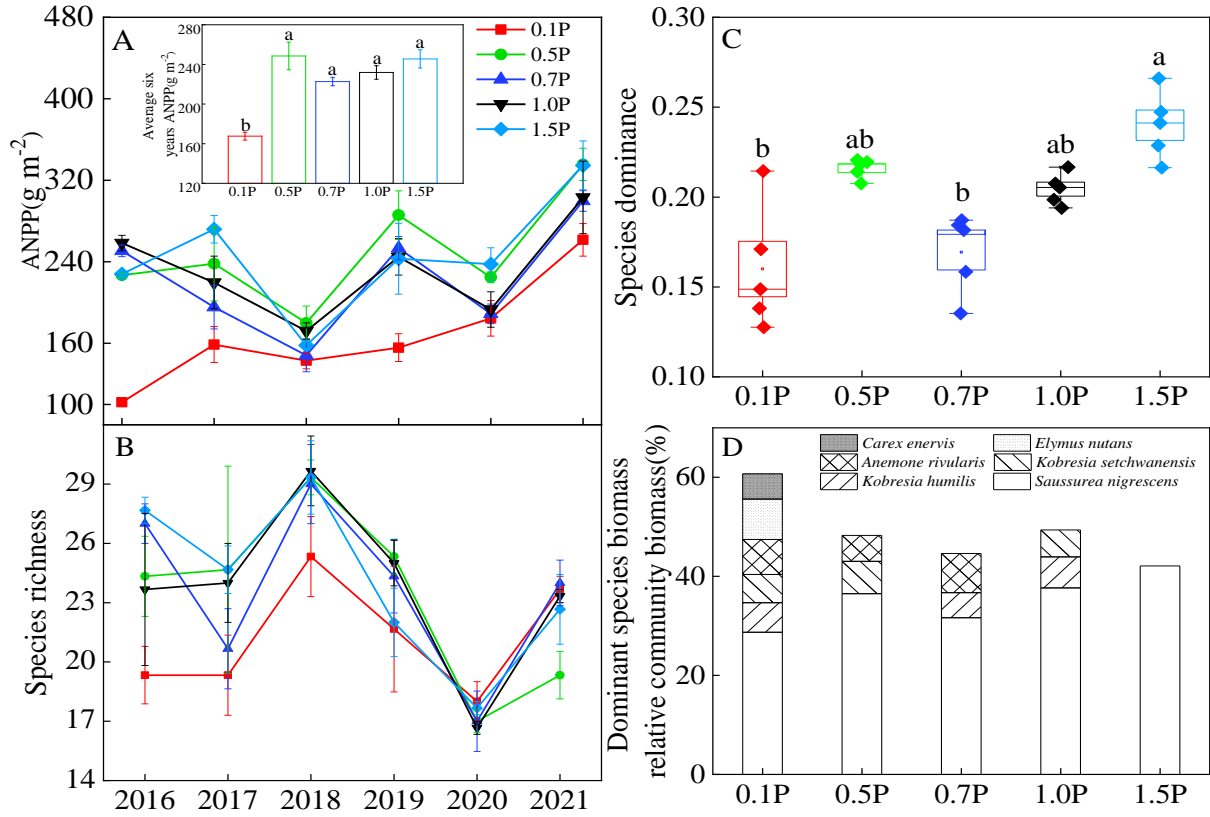 A
480
400
320
240
160
100
ANPP(g m-2)
Average six
years ANPP(g m-2)
280
240
200
160
120
b
a
a
a
a
0.1P
0.5P
0.7P
1.0P
1.5P
0.1P
0.5P
0.7P
1.0P
1.5P
B
29
26
23
20
17
14
Species richness
2016
2017
2018
2019
2020
2021
C
0.30
0.25
0.20
0.15
0.10
Species dominance
b
ab
b
ab
a
0.1P
0.5P
0.7P
1.0P
1.5P
D
60
40
20
0
Dominant species biomass
relative community biomass(%)
Carex enervis
Elymus nutans
Anemone rivularis
Kobresia setchwanensis
Kobresia humilis
Saussurea nigrescens
0.1P
0.5P
0.7P
1.0P
1.5P